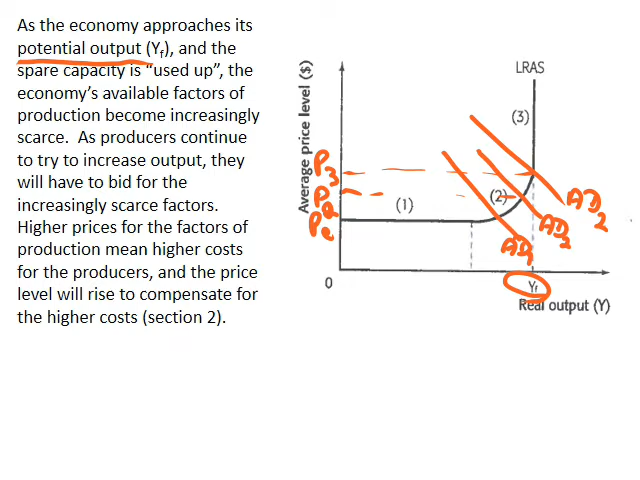 As the economy approaches its
potential output (Yf), and the
spare capacity is “used up”, the
economy’s available factors of
production become increasingly
scarce.  As producers continue
to try to increase output, they
will have to bid for the
increasingly scarce factors.
Higher prices for the factors of
production mean higher costs
for the producers, and the price
level will rise to compensate for
the higher costs (section 2).
Average price level ($)
LRAS
(3)
P3
(2)
AD2
P2
(1)
Pe
AD2
AD1
0
Yf
Real output (Y)